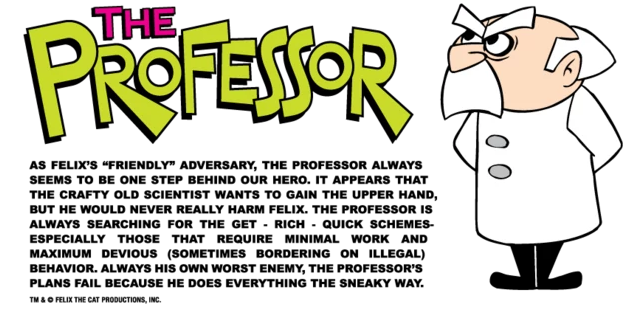 THE
PROFESSOR
AS FELIX'S "FRIENDLY" ADVERSARY, THE PROFESSOR ALWAYS
SEEMS TO BE ONE STEP BEHIND OUR HERO. IT APPEARS THAT
THE CRAFTY OLD SCIENTIST WANTS TO GAIN THE UPPER HAND,
BUT HE WOULD NEVER REALLY HARM FELIX. THE PROFESSOR IS
ALWAYS SEARCHING FOR THE GET - RICH - QUICK SCHEMES-
ESPECIALLY THOSE THAT REQUIRE MINIMAL WORK AND
MAXIMUM DEVIOUS (SOMETIMES BORDERING ON ILLEGAL)
BEHAVIOR. ALWAYS HIS OWN WORST ENEMY, THE PROFESSOR'S
PLANS FAIL BECAUSE HE DOES EVERYTHING THE SNEAKY WAY.
TM & © FELIX THE CAT PRODUCTIONS, INC.